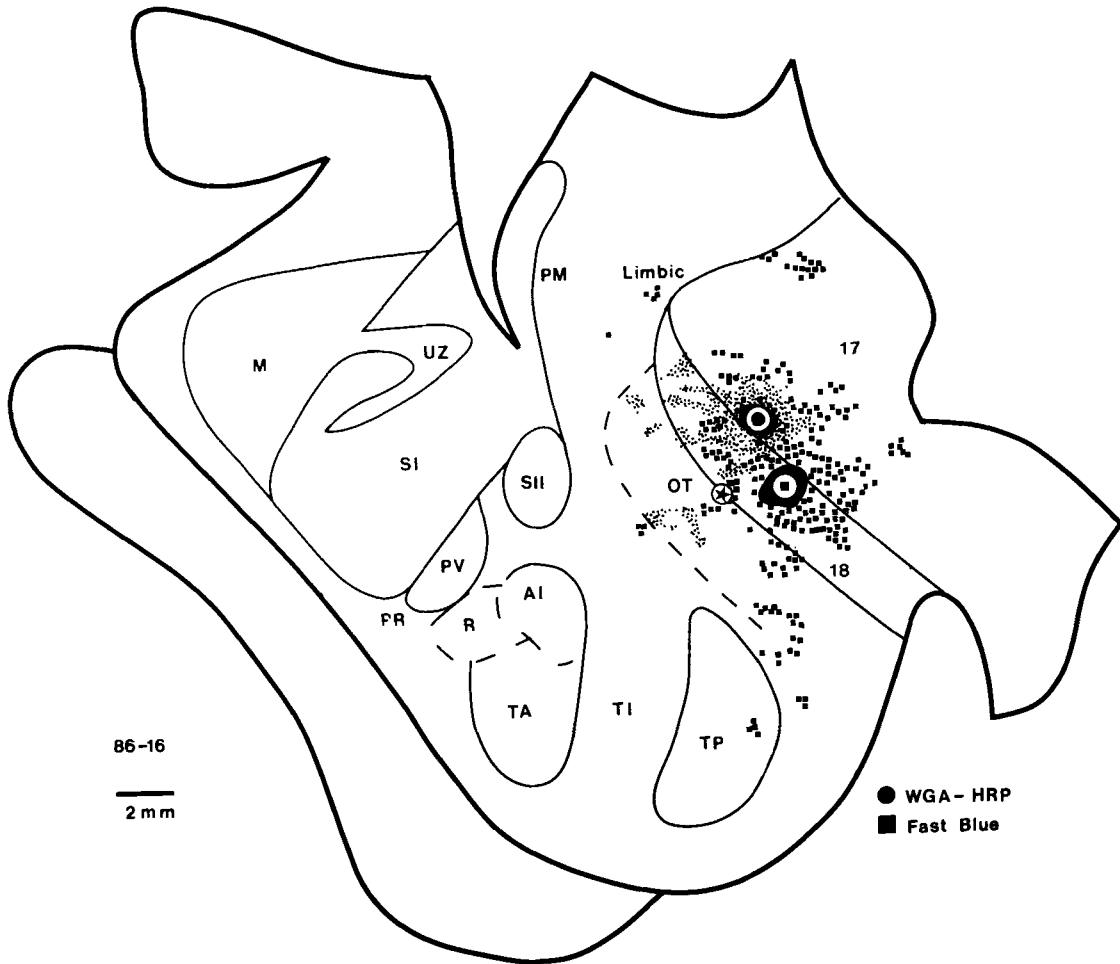 PM
Limbic
UZ
M
17
SI
SII
OT
PV
18
AI
PR
R
TA
TI
TP
86-16
2 mm
WGA-HRP
Fast Blue